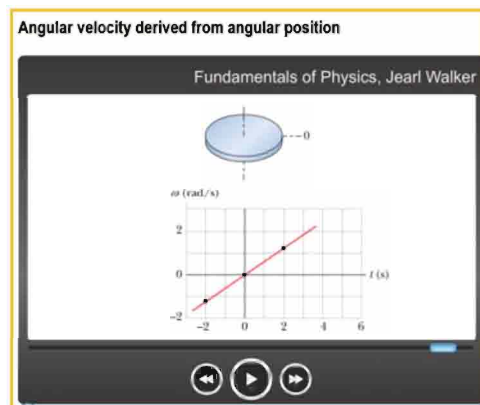 Angular velocity derived from angular position
Fundamentals of Physics, Jearl Walker
0
ω (rad/s)
2
0
t (s)
−2
−2 0 2 4 6